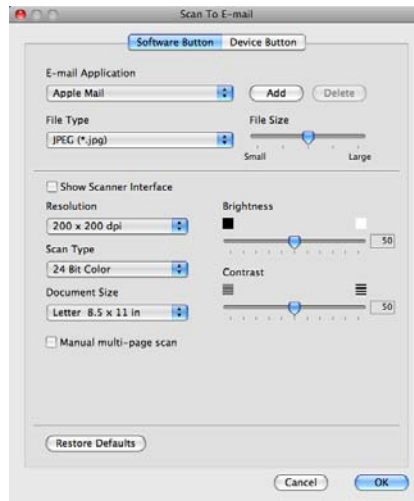 Scan To E-mail
Software Button Device Button
E-mail Application
Apple Mail Add Delete
File Type File Size
JPEG (*.jpg)
Small Large
Show Scanner Interface
Resolution Brightness
200 x 200 dpi
50
Scan Type
24 Bit Color Contrast
Document Size
Letter 8.5 x 11 in 50
Manual multi-page scan
Restore Defaults
Cancel OK